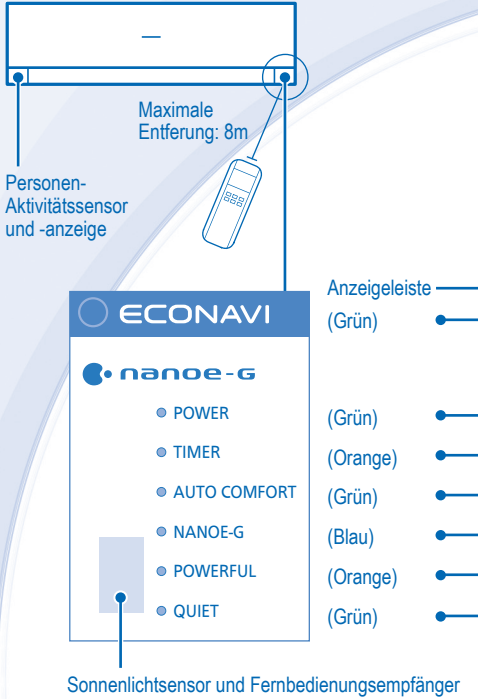 Maximale
Entferung: 8m
Personen-
Aktivitätssensor
und -anzeige
Anzeigeleiste
ECONAVI
(Grün)
nanoe-G
POWER
(Grün)
TIMER
(Orange)
AUTO COMFORT
(Grün)
NANOE-G
(Blau)
POWERFUL
(Orange)
QUIET
(Grün)
Sonnenlichtsensor und Fernbedienungsempfänger